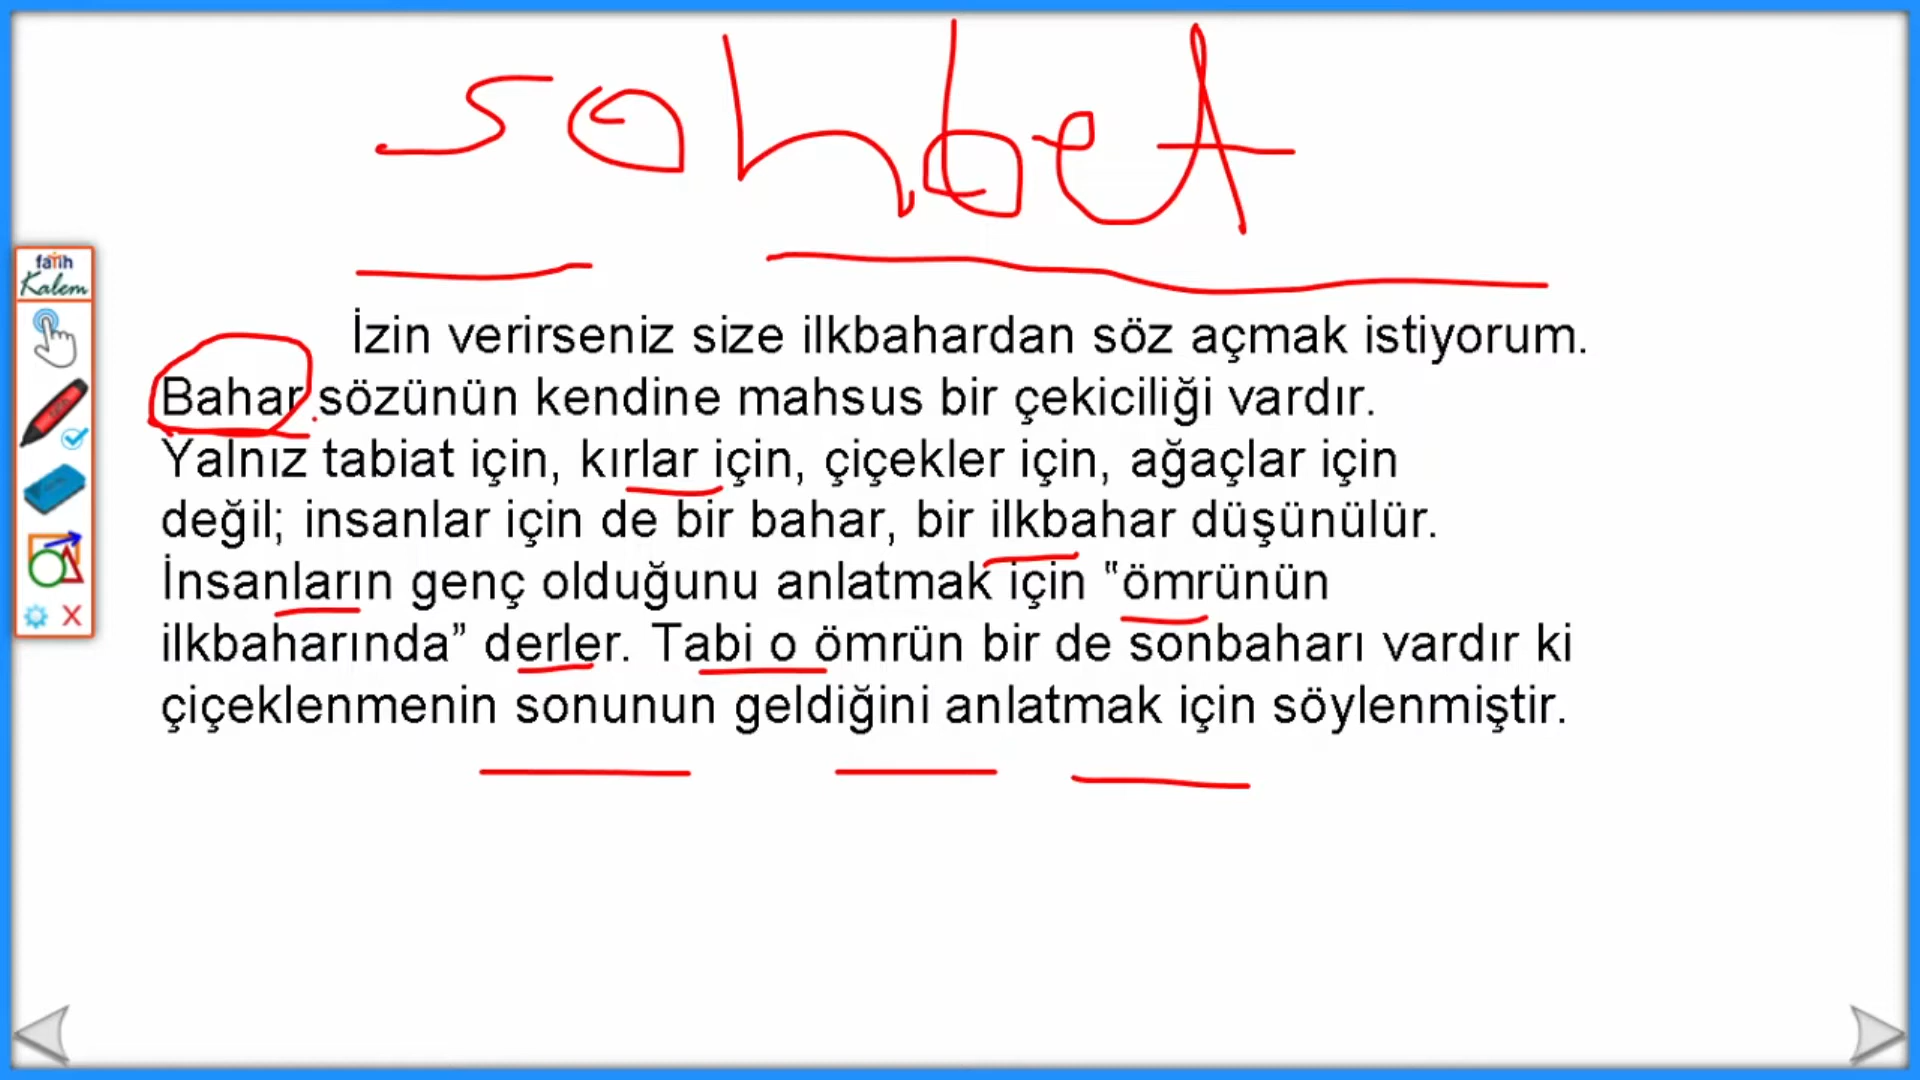 sohbet
fatih
Kalem
İzin verirseniz size ilkbahardan söz açmak istiyorum.
Bahar sözünün kendine mahsus bir çekiciliği vardır.
Yalnız tabiat için, kırlar için, çiçekler için, ağaçlar için
değil; insanlar için de bir bahar, bir ilkbahar düşünülür.
İnsanların genç olduğunu anlatmak için “ömrünün
ilkbaharında” derler. Tabi o ömrün bir de sonbaharı vardır ki
çiçeklenmenin sonunun geldiğini anlatmak için söylenmiştir.